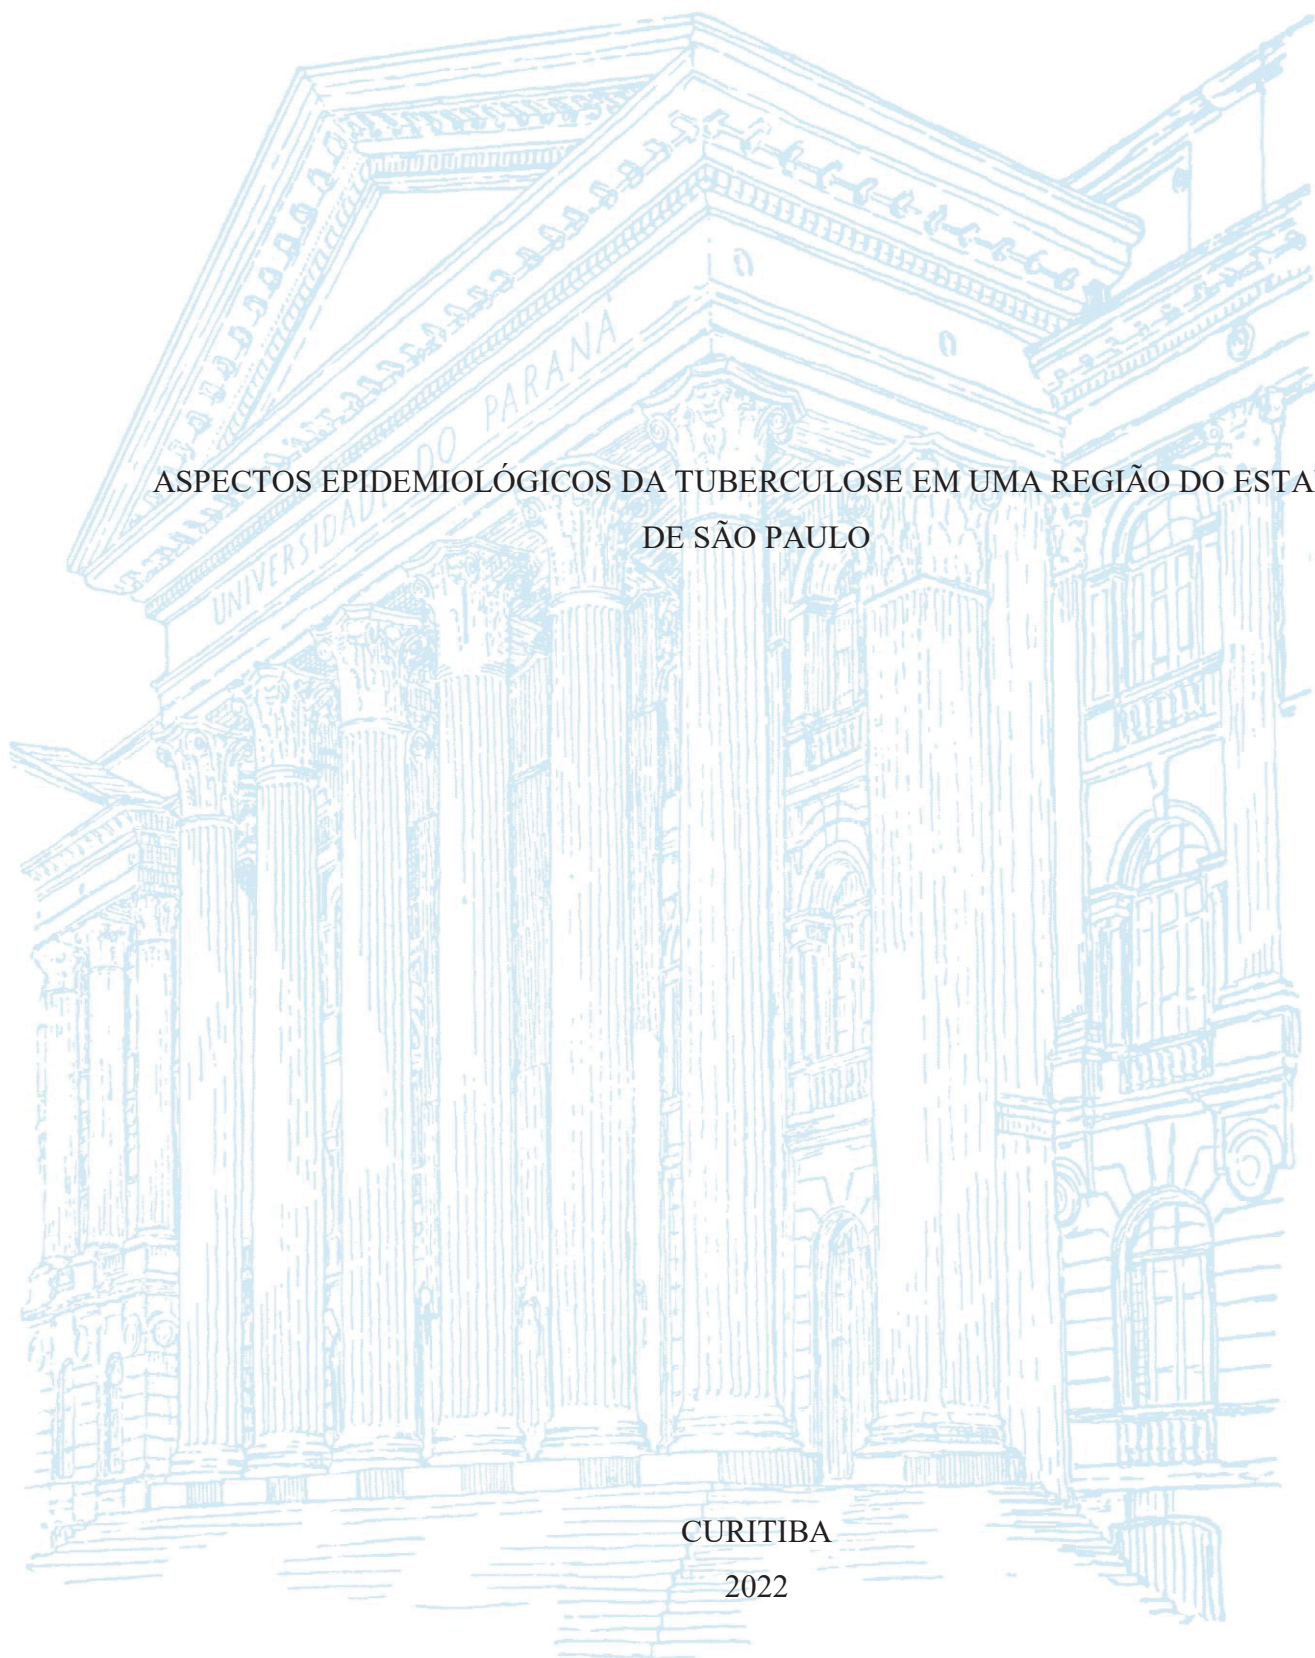 UNIVERSIDADE DO PARANÁ
ASPECTOS EPIDEMIOLÓGICOS DA TUBERCULOSE EM UMA REGIÃO DO ESTA
DE SÃO PAULO
CURITIBA
2022